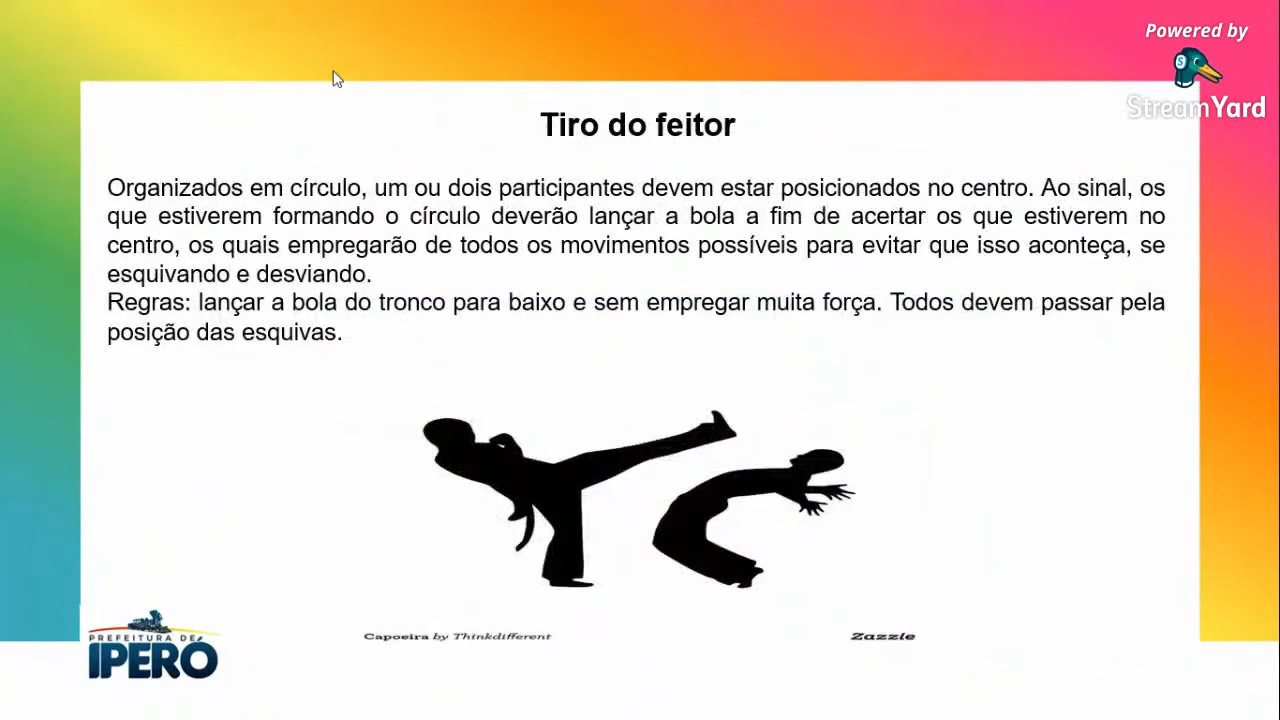 Powered by
StreamYard
Tiro do feitor
Organizados em círculo, um ou dois participantes devem estar posicionados no centro. Ao sinal, os
que estiverem formando o círculo deverão lançar a bola a fim de acertar os que estiverem no
centro, os quais empregarão de todos os movimentos possíveis para evitar que isso aconteça, se
esquivando e desviando.
Regras: lançar a bola do tronco para baixo e sem empregar muita força. Todos devem passar pela
posição das esquivas.
Capoeira by Thinkdifferent
Zazzle
PREFEITURA DE
IPERÓ